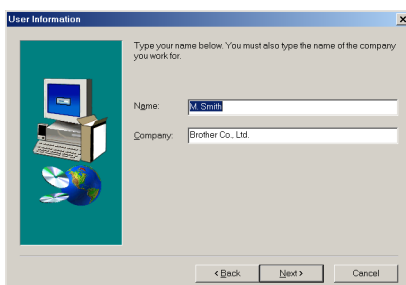 User Information
Type your name below. You must also type the name of the company
you work for.
Name:
M. Smith
Company:
Brother Co., Ltd.
< Back
Next >
Cancel